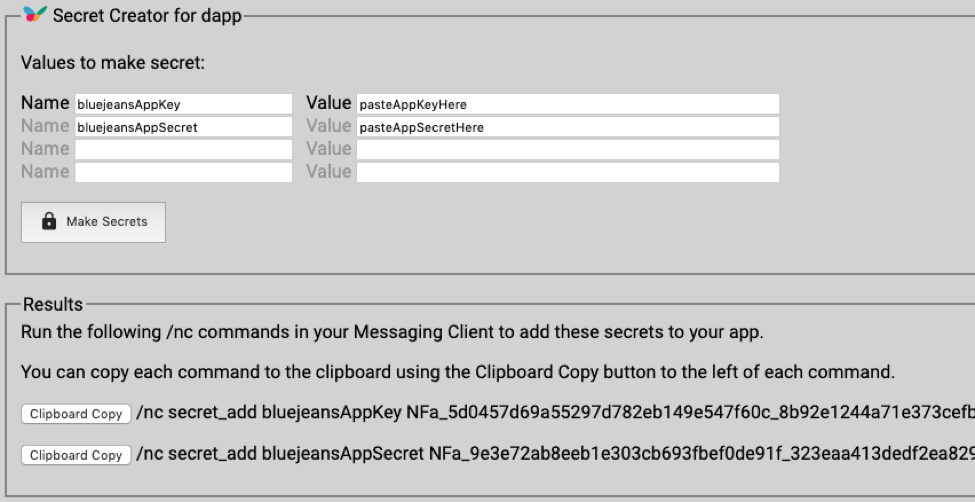 Secret Creator for dapp
Values to make secret:
Name bluejeansAppKey Value pasteAppKeyHere
Name bluejeansAppSecret Value pasteAppSecretHere
Name Value
Name Value
Make Secrets
Results
Run the following /nc commands in your Messaging Client to add these secrets to your app.
You can copy each command to the clipboard using the Clipboard Copy button to the left of each command.
Clipboard Copy /nc secret_add bluejeansAppKey NFa_5d0457d69a55297d782eb149e547f60c_8b92e1244a71e373cefb
Clipboard Copy /nc secret_add bluejeansAppSecret NFa_9e3e72ab8eeb1e303cb693fbef0de91f_323eaa413dedf2ea829